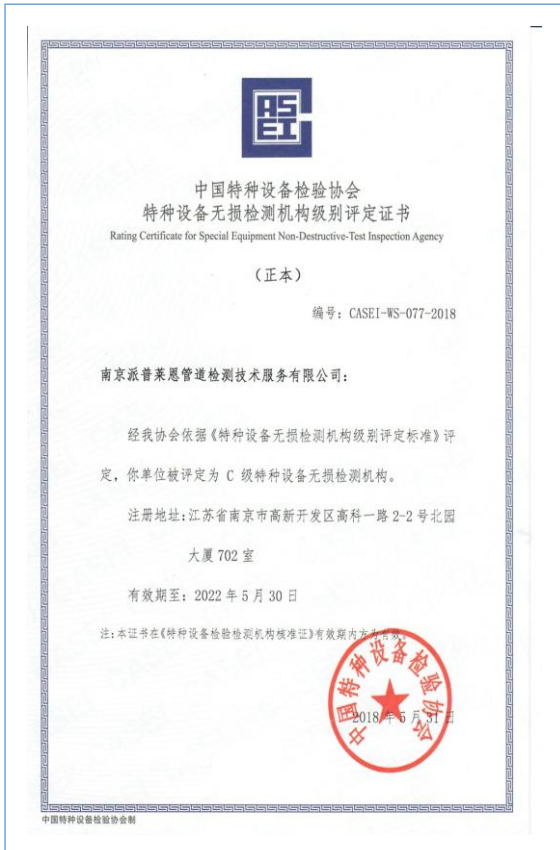 CASEI
中国特种设备检验协会
特种设备无损检测机构级别评定证书
Rating Certificate for Special Equipment Non-Destructive-Test Inspection Agency
（正本）
编号：CASEI-WS-077-2018
南京派普莱恩管道检测技术服务有限公司：
经我协会依据《特种设备无损检测机构级别评定标准》评
定，你单位被评定为 C 级特种设备无损检测机构。
注册地址：江苏省南京市高新开发区高科一路 2-2 号北园
大厦 702 室
有效期至：2022 年 5 月 30 日
注：本证书在《特种设备检验检测机构核准证》有效期内方为有效。
中国特种设备检验协会
2018 年 5 月 31 日
中国特种设备检验协会制